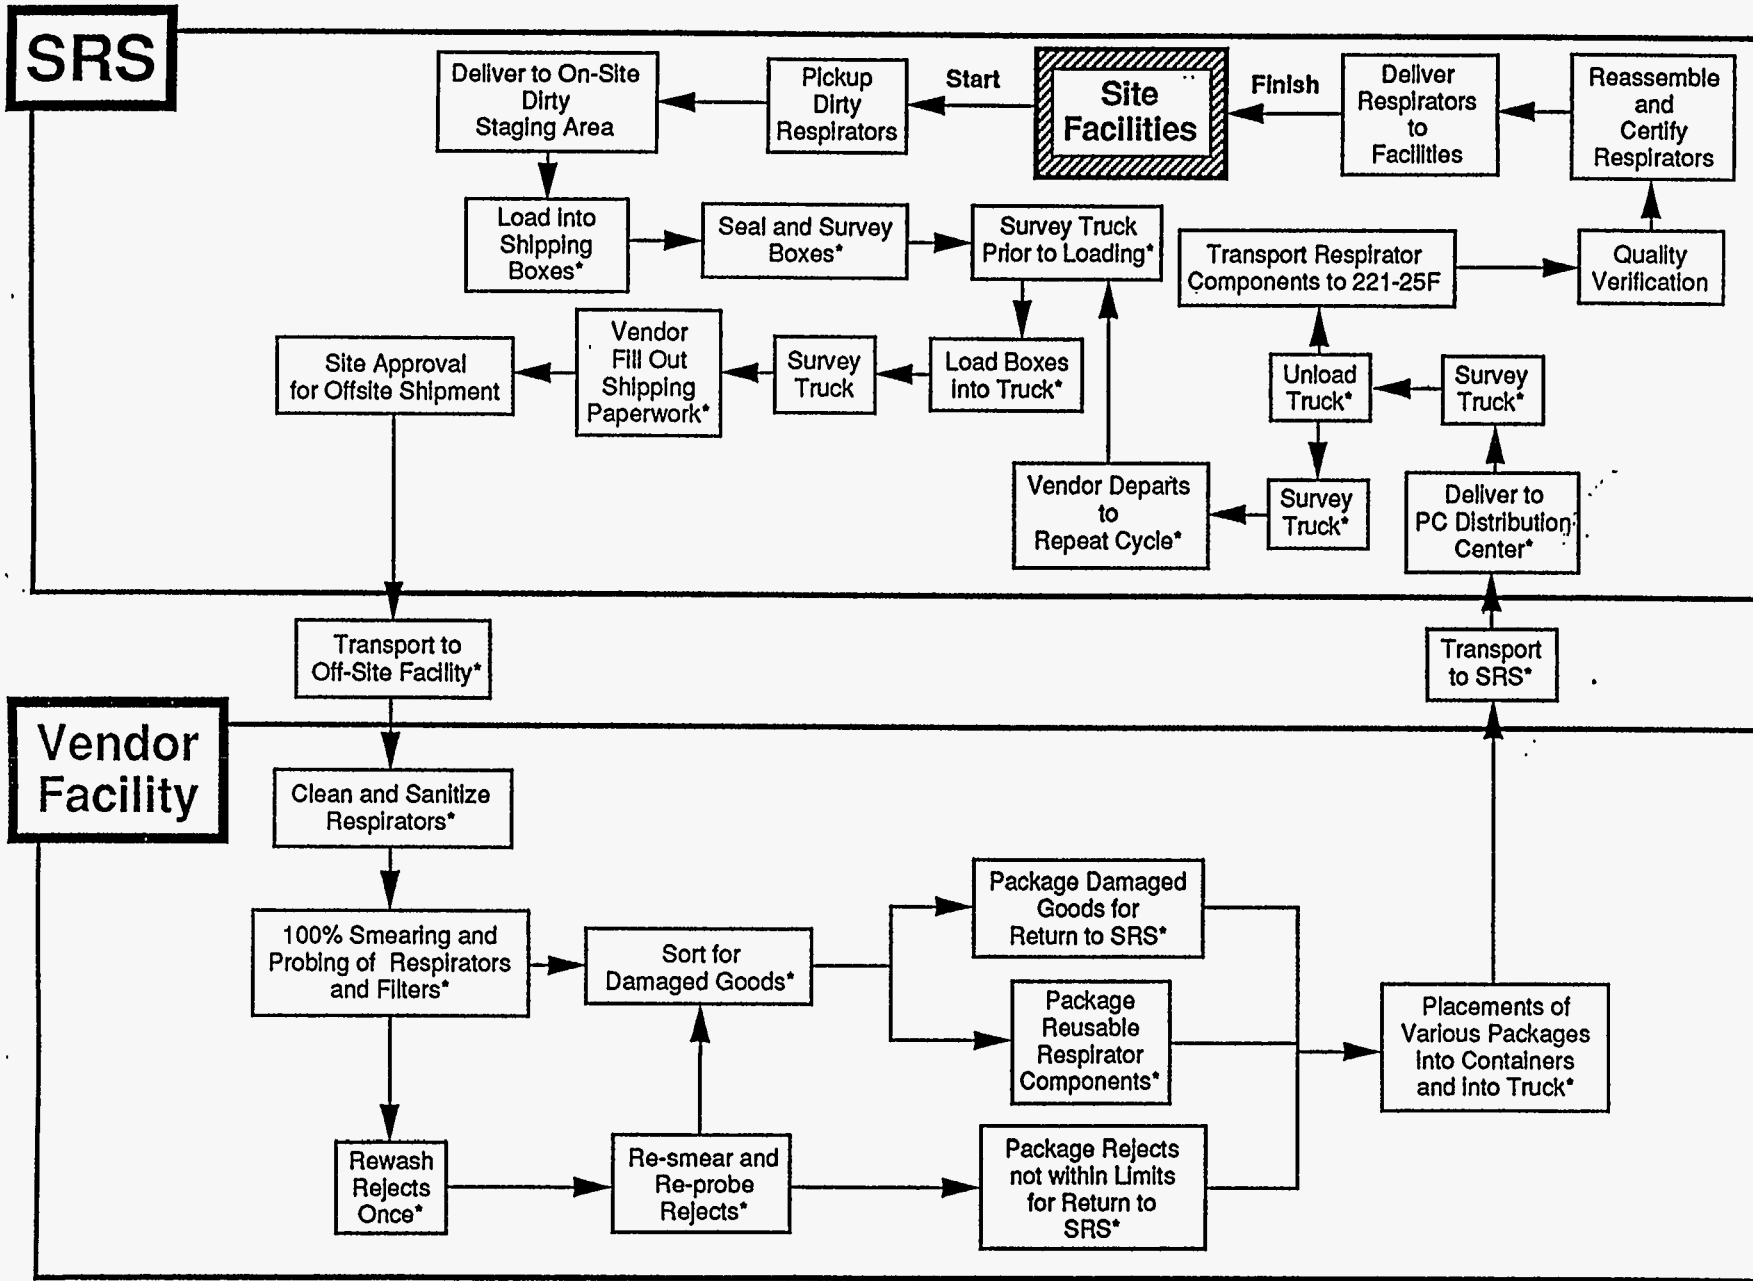 SRS
Deliver to On-Site
Dirty
Staging Area
Pickup
Dirty
Respirators
Start
Site
Facilities
Finish
Deliver
Respirators
to
Facilities
Reassemble
and
Certify
Respirators
Load into
Shipping
Boxes*
Seal and Survey
Boxes*
Survey Truck
Prior to Loading*
Transport Respirator
Components to 221-25F
Quality
Verification
Site Approval
for Offsite Shipment
Vendor
Fill Out
Shipping
Paperwork*
Survey
Truck
Load Boxes
into Truck*
Unload
Truck*
Survey
Truck*
Vendor Departs
to
Repeat Cycle*
Survey
Truck*
Deliver to
PC Distribution
Center*
Transport to
Off-Site Facility*
Transport
to SRS*
Vendor
Facility
Clean and Sanitize
Respirators*
100% Smearing and
Probing of Respirators
and Filters*
Sort for
Damaged Goods*
Package Damaged
Goods for
Return to SRS*
Package
Reusable
Respirator
Components*
Placements of
Various Packages
into Containers
and into Truck*
Rewash
Rejects
Once*
Re-smear and
Re-probe
Rejects*
Package Rejects
not within Limits
for Return to
SRS*